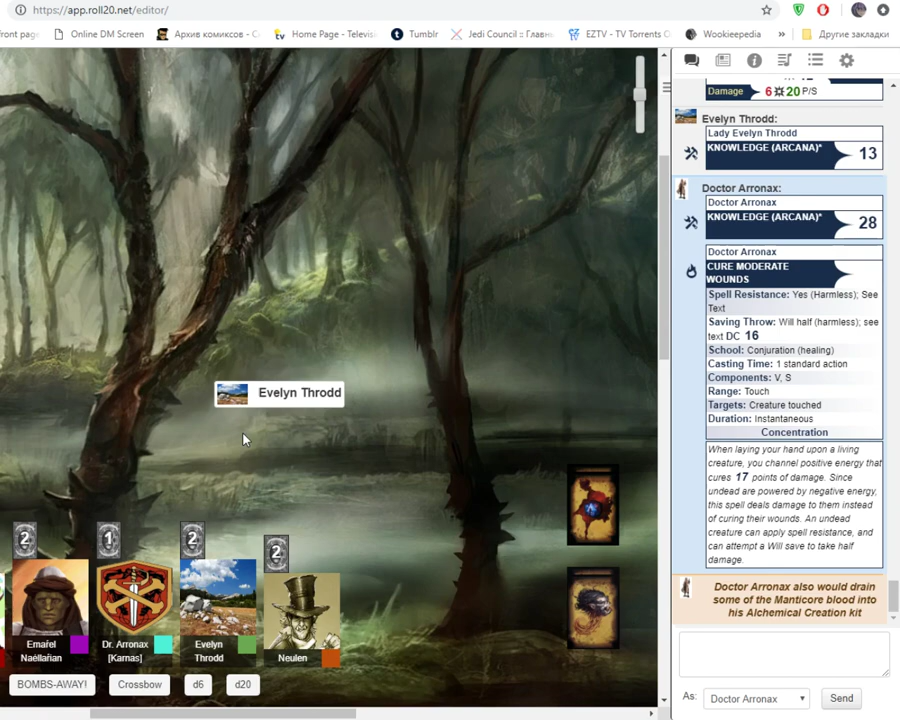 https://app.roll20.net/editor/
front page
Online DM Screen
Архив комиксов - С
Home Page - Televisi
Tumblr
Jedi Council :: Главн
EZTV - TV Torrents O
Wookieepedia
»
Другие закладки
Damage 6 20 P/S
Evelyn Throdd:
Lady Evelyn Throdd
KNOWLEDGE (ARCANA)* 13
Doctor Arronax:
Doctor Arronax
KNOWLEDGE (ARCANA)* 28
Doctor Arronax
CURE MODERATE
WOUNDS
Spell Resistance: Yes (Harmless); See
Text
Saving Throw: Will half (harmless); see
text DC 16
School: Conjuration (healing)
Casting Time: 1 standard action
Components: V, S
Range: Touch
Targets: Creature touched
Duration: Instantaneous
Concentration
When laying your hand upon a living
creature, you channel positive energy that
cures 17 points of damage. Since
undead are powered by negative energy,
this spell deals damage to them instead
of curing their wounds. An undead
creature can apply spell resistance, and
can attempt a Will save to take half
damage.
Doctor Arronax also would drain
some of the Manticore blood into
his Alchemical Creation kit
As: Doctor Arronax Send
Evelyn Throdd
2 1 2 2
Emařel
Naëllañan
Dr. Arronax
[Karnas]
Evelyn
Throdd
Neulen
BOMBS-AWAY! Crossbow d6 d20